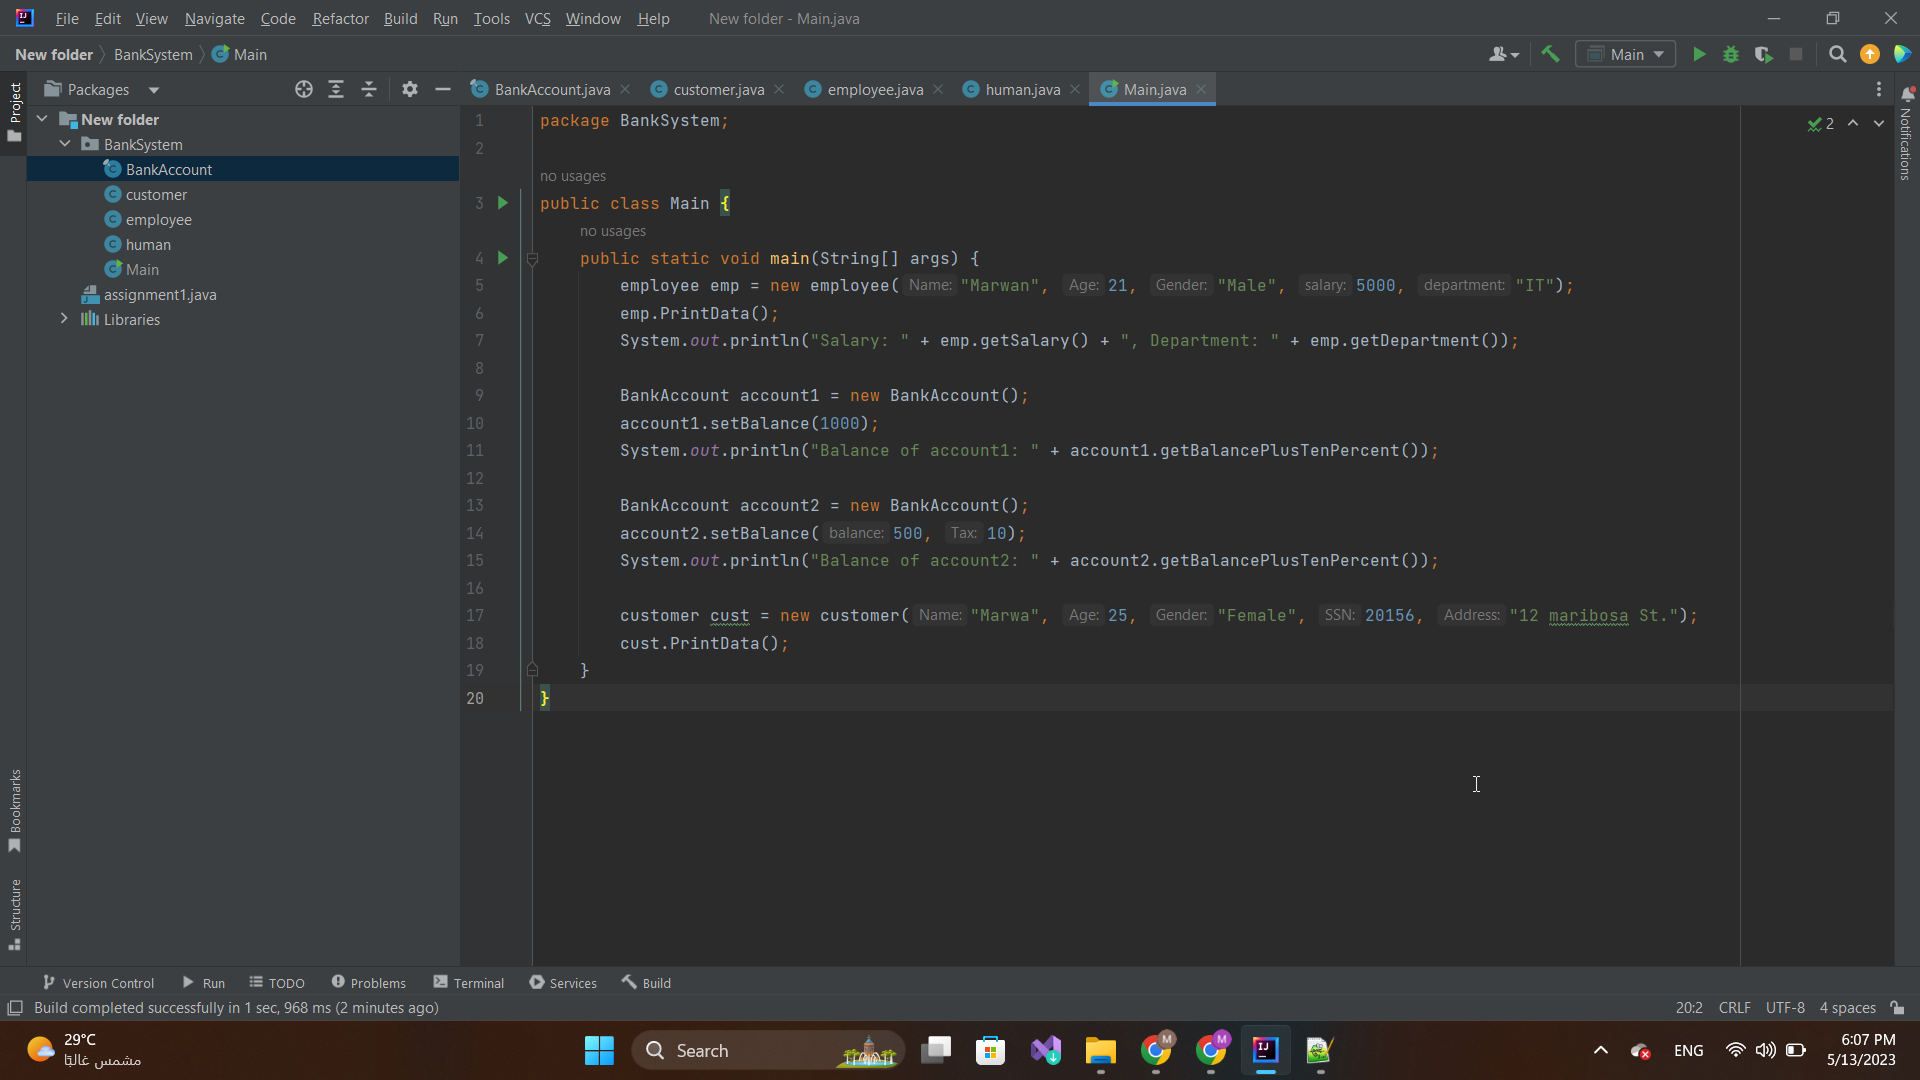 File Edit View Navigate Code Refactor Build Run Tools VCS Window Help New folder - Main.java
New folder BankSystem Main
Main
Project
Packages
BankAccount.java customer.java employee.java human.java Main.java
New folder
BankSystem
BankAccount
customer
employee
human
Main
assignment1.java
Libraries
2
Notifications
1 package BankSystem;
2
no usages
3 public class Main {
no usages
4 public static void main(String[] args) {
5 employee emp = new employee( Name: "Marwan", Age: 21, Gender: "Male", salary: 5000, department: "IT");
6 emp.PrintData();
7 System.out.println("Salary: " + emp.getSalary() + ", Department: " + emp.getDepartment());
8
9 BankAccount account1 = new BankAccount();
10 account1.setBalance(1000);
11 System.out.println("Balance of account1: " + account1.getBalancePlusTenPercent());
12
13 BankAccount account2 = new BankAccount();
14 account2.setBalance( balance: 500, Tax: 10);
15 System.out.println("Balance of account2: " + account2.getBalancePlusTenPercent());
16
17 customer cust = new customer( Name: "Marwa", Age: 25, Gender: "Female", SSN: 20156, Address: "12 maribosa St.");
18 cust.PrintData();
19 }
20 }
Bookmarks
Structure
Version Control Run TODO Problems Terminal Services Build
Build completed successfully in 1 sec, 968 ms (2 minutes ago) 20:2 CRLF UTF-8 4 spaces
29°C
مشمس غالبًا
Search
ENG
6:07 PM
5/13/2023